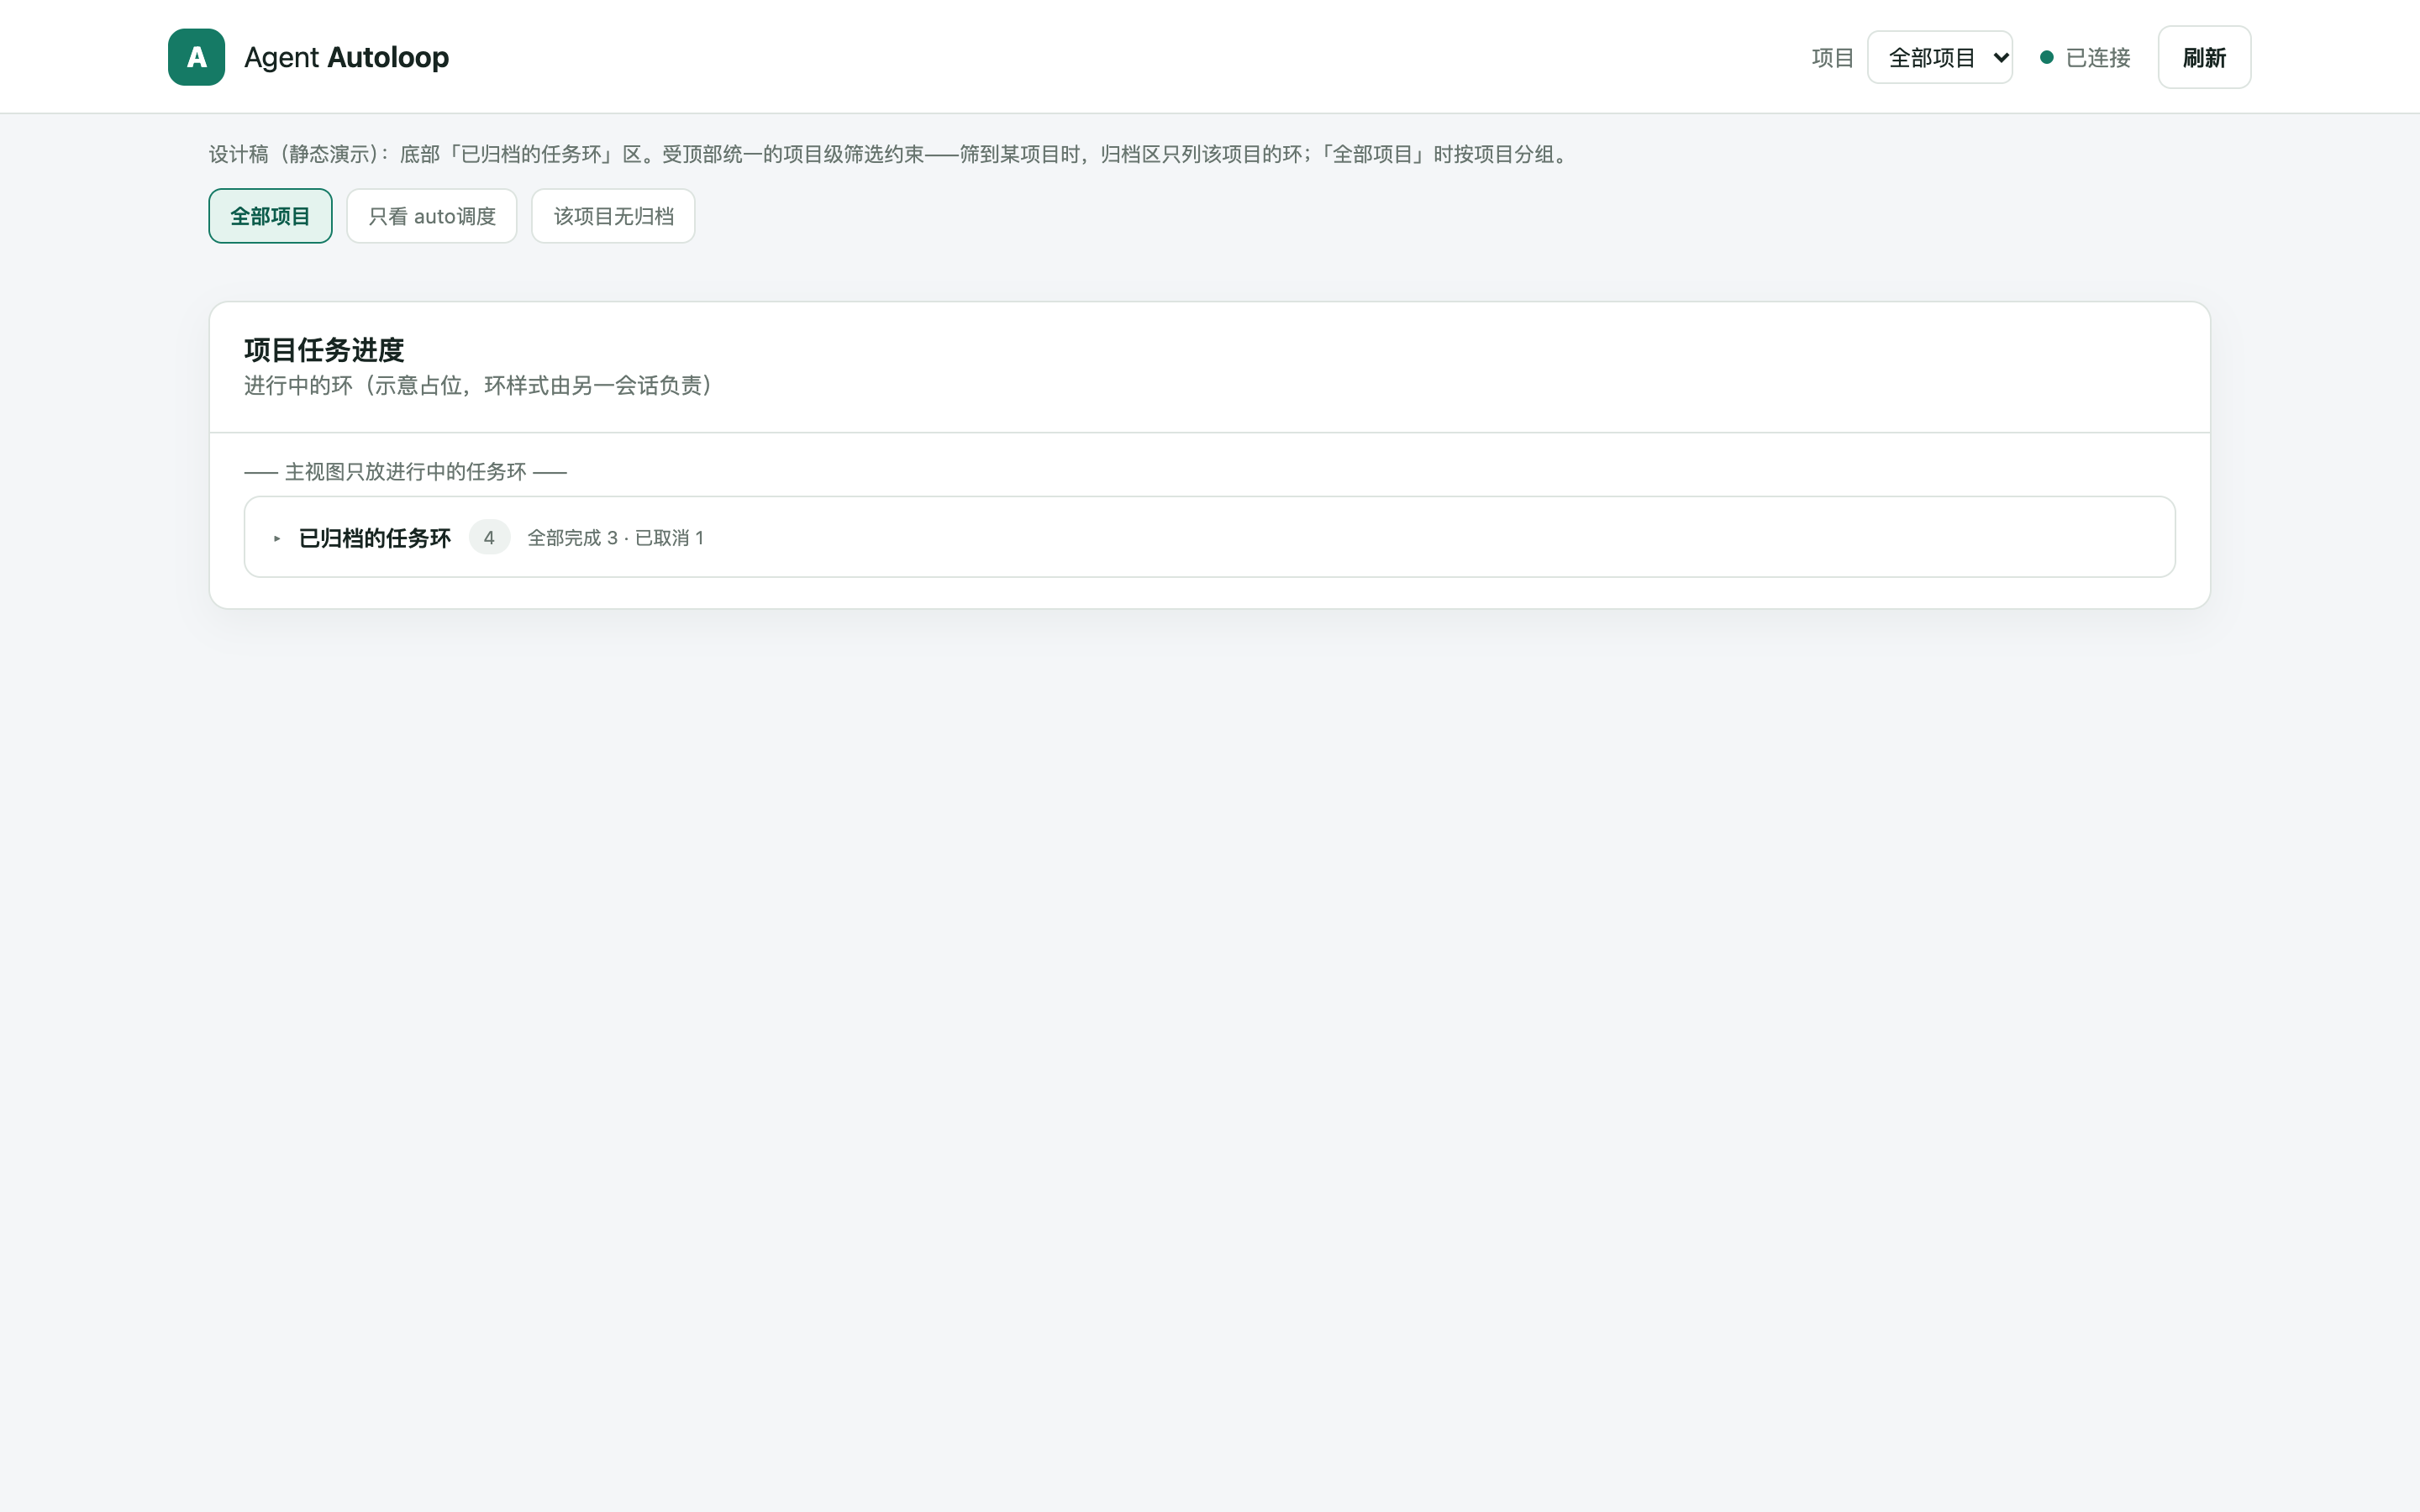 A Agent Autoloop 项目 全部项目 已连接 刷新
设计稿（静态演示）：底部「已归档的任务环」区。受顶部统一的项目级筛选约束——筛到某项目时，归档区只列该项目的环；「全部项目」时按项目分组。
全部项目 只看 auto调度 该项目无归档
项目任务进度
进行中的环（示意占位，环样式由另一会话负责）
—— 主视图只放进行中的任务环 ——
▸ 已归档的任务环 4 全部完成 3 · 已取消 1